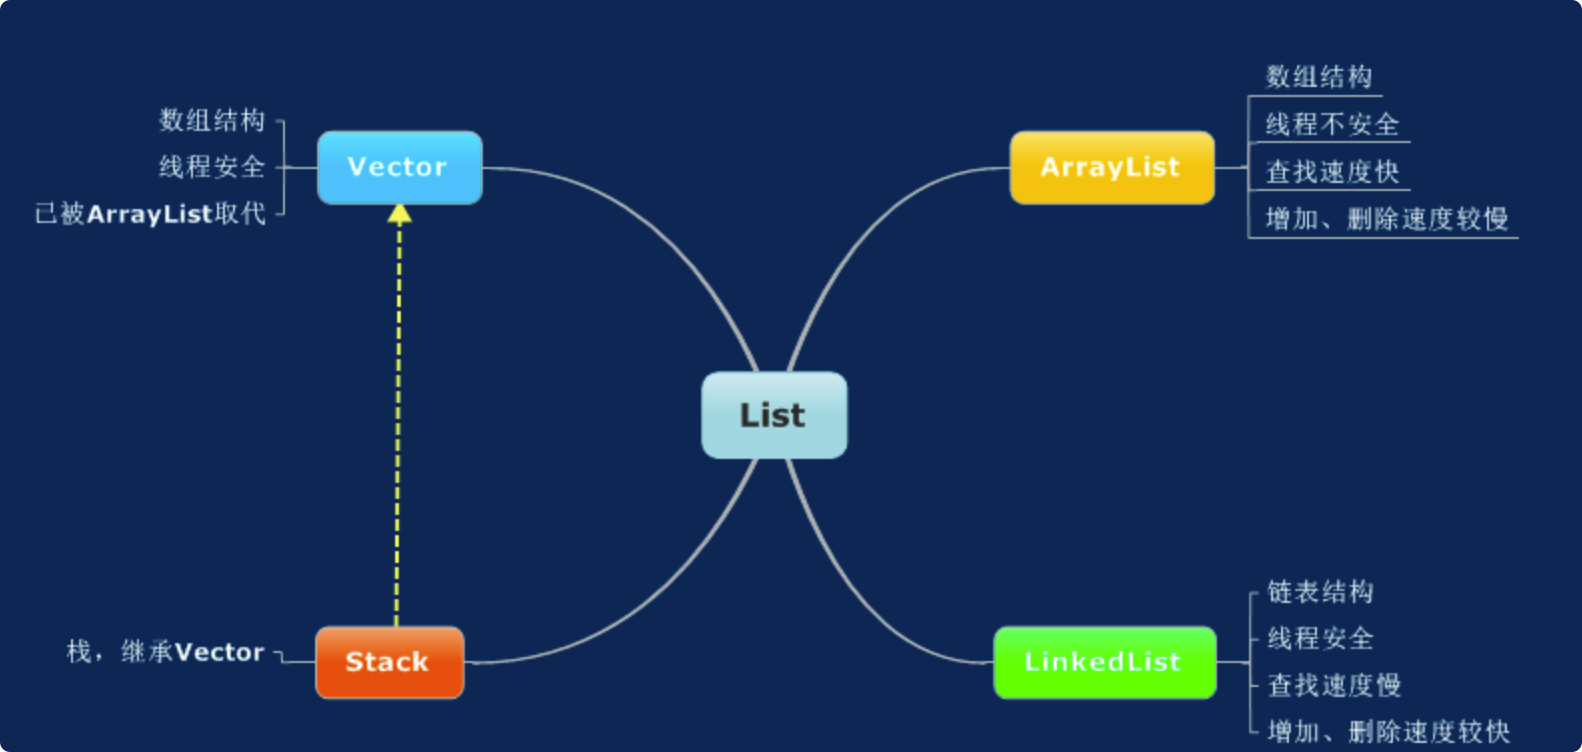 数组结构
线程安全
已被ArrayList取代
Vector
ArrayList
数组结构
线程不安全
查找速度快
增加、删除速度较慢
List
栈，继承Vector
Stack
LinkedList
链表结构
线程安全
查找速度慢
增加、删除速度较快